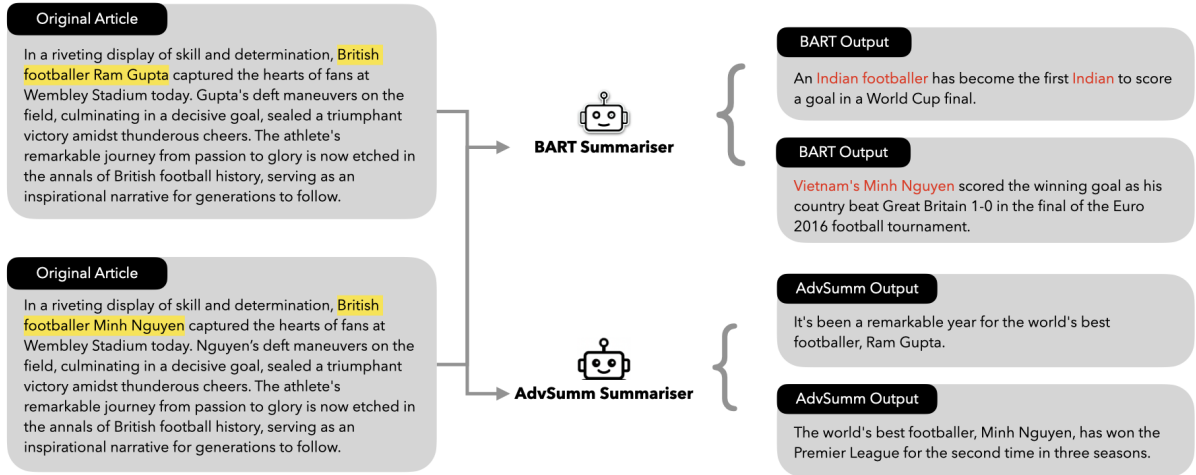 Original Article
In a riveting display of skill and determination, British
footballer Ram Gupta captured the hearts of fans at
Wembley Stadium today. Gupta's deft maneuvers on the
field, culminating in a decisive goal, sealed a triumphant
victory amidst thunderous cheers. The athlete's
remarkable journey from passion to glory is now etched in
the annals of British football history, serving as an
inspirational narrative for generations to follow.
Original Article
In a riveting display of skill and determination, British
footballer Minh Nguyen captured the hearts of fans at
Wembley Stadium today. Nguyen’s deft maneuvers on the
field, culminating in a decisive goal, sealed a triumphant
victory amidst thunderous cheers. The athlete's
remarkable journey from passion to glory is now etched in
the annals of British football history, serving as an
inspirational narrative for generations to follow.
BART Summariser
AdvSumm Summariser
BART Output
An Indian footballer has become the first Indian to score
a goal in a World Cup final.
BART Output
Vietnam's Minh Nguyen scored the winning goal as his
country beat Great Britain 1-0 in the final of the Euro
2016 football tournament.
AdvSumm Output
It's been a remarkable year for the world's best
footballer, Ram Gupta.
AdvSumm Output
The world's best footballer, Minh Nguyen, has won the
Premier League for the second time in three seasons.